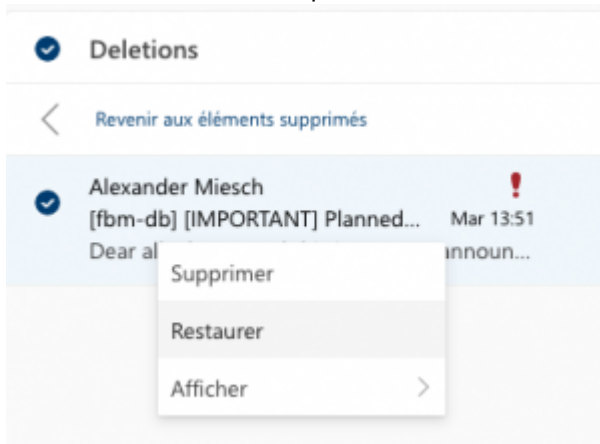 Deletions
Revenir aux éléments supprimés
Alexander Miesch
[fbm-db] [IMPORTANT] Planned... Mar 13:51
Dear al
nnoun...
Supprimer
Restaurer
Afficher